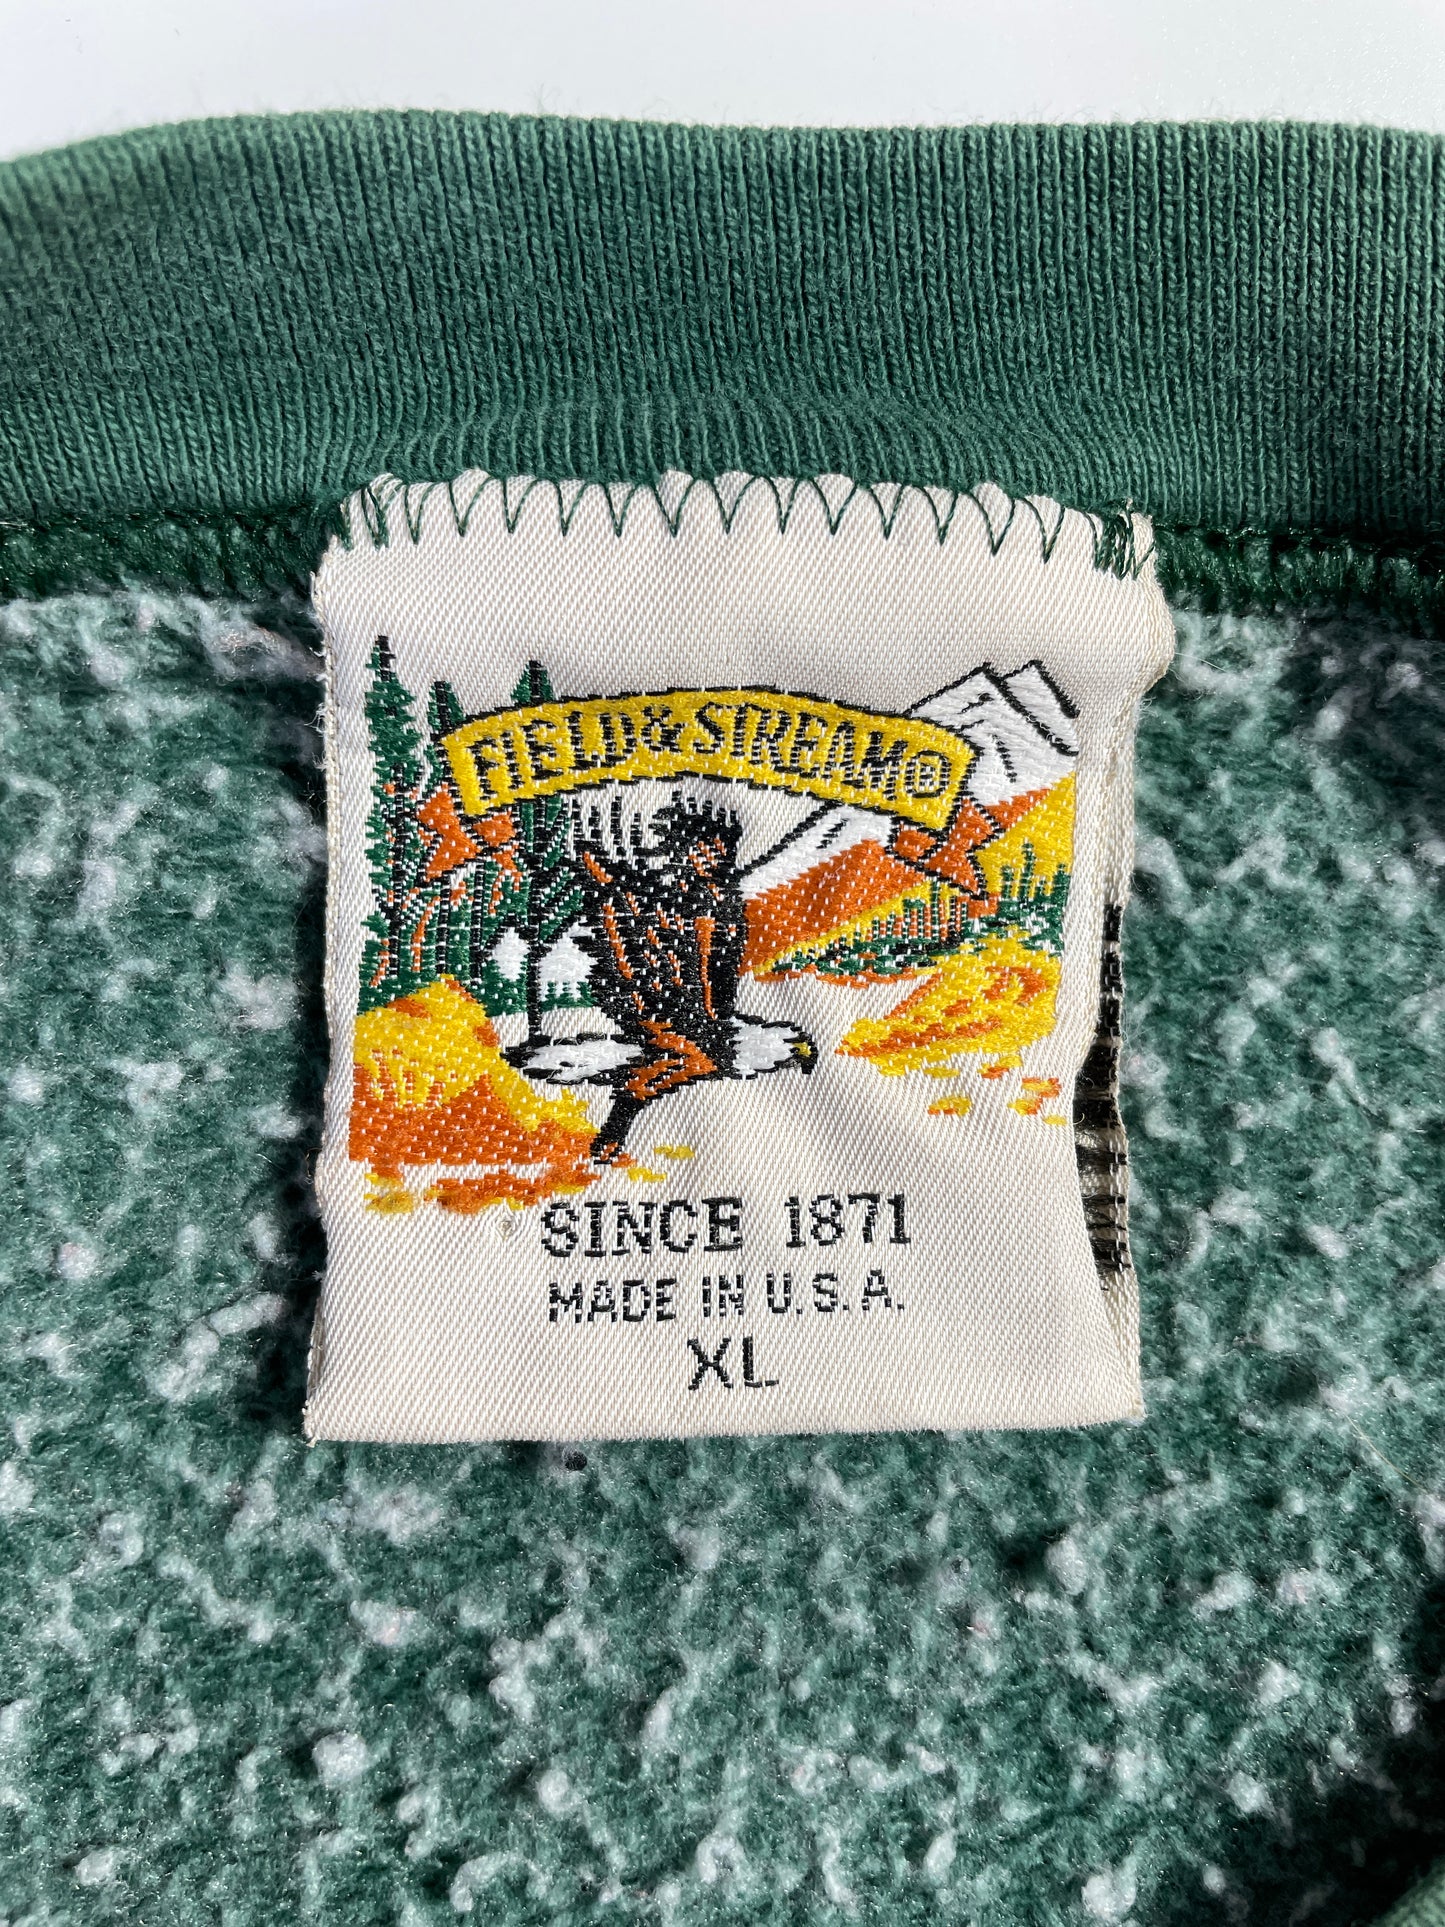 FIELD & STREAM®
SINCE 1871
MADE IN U.S.A.
XL